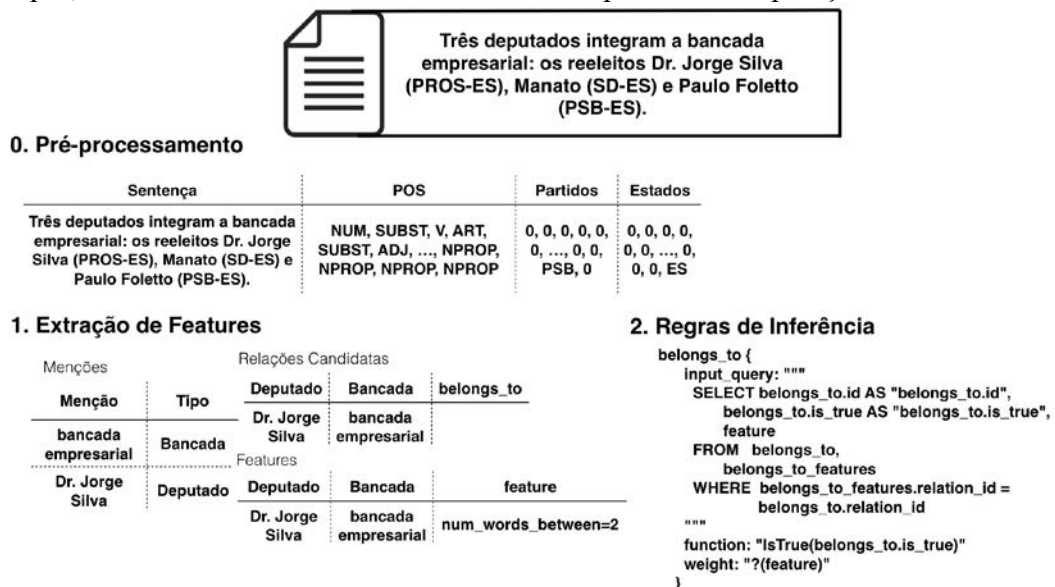 Três deputados integram a bancada
empresarial: os reeleitos Dr. Jorge Silva
(PROS-ES), Manato (SD-ES) e Paulo Foletto
(PSB-ES).
0. Pré-processamento
Sentença POS Partidos Estados
Três deputados integram a bancada
empresarial: os reeleitos Dr. Jorge
Silva (PROS-ES), Manato (SD-ES) e
Paulo Foletto (PSB-ES).
NUM, SUBST, V, ART,
SUBST, ADJ, ..., NPROP,
NPROP, NPROP, NPROP
0, 0, 0, 0, 0,
0, ..., 0, 0,
PSB, 0
0, 0, 0, 0,
0, 0, ..., 0,
0, 0, ES
1. Extração de Features
Menções
Menção Tipo
bancada
empresarial
Bancada
Dr. Jorge
Silva
Deputado
Relações Candidatas
Deputado Bancada belongs_to
Dr. Jorge
Silva
bancada
empresarial
Features
Deputado Bancada feature
Dr. Jorge
Silva
bancada
empresarial
num_words_between=2
2. Regras de Inferência
belongs_to {
input_query: """
SELECT belongs_to.id AS "belongs_to.id",
belongs_to.is_true AS "belongs_to.is_true",
feature
FROM belongs_to,
belongs_to_features
WHERE belongs_to_features.relation_id =
belongs_to.relation_id
"""
function: "IsTrue(belongs_to.is_true)"
weight: "?(feature)"
}